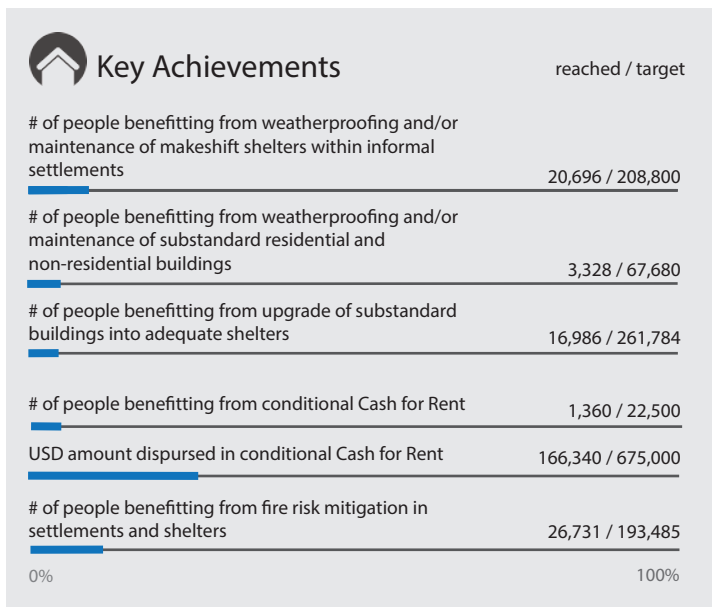 Key Achievements
reached / target
# of people benefitting from weatherproofing and/or
maintenance of makeshift shelters within informal
settlements
20,696 / 208,800
# of people benefitting from weatherproofing and/or
maintenance of substandard residential and
non-residential buildings
3,328 / 67,680
# of people benefitting from upgrade of substandard
buildings into adequate shelters
16,986 / 261,784
# of people benefitting from conditional Cash for Rent
1,360 / 22,500
USD amount dispursed in conditional Cash for Rent
166,340 / 675,000
# of people benefitting from fire risk mitigation in
settlements and shelters
26,731 / 193,485
0%
100%